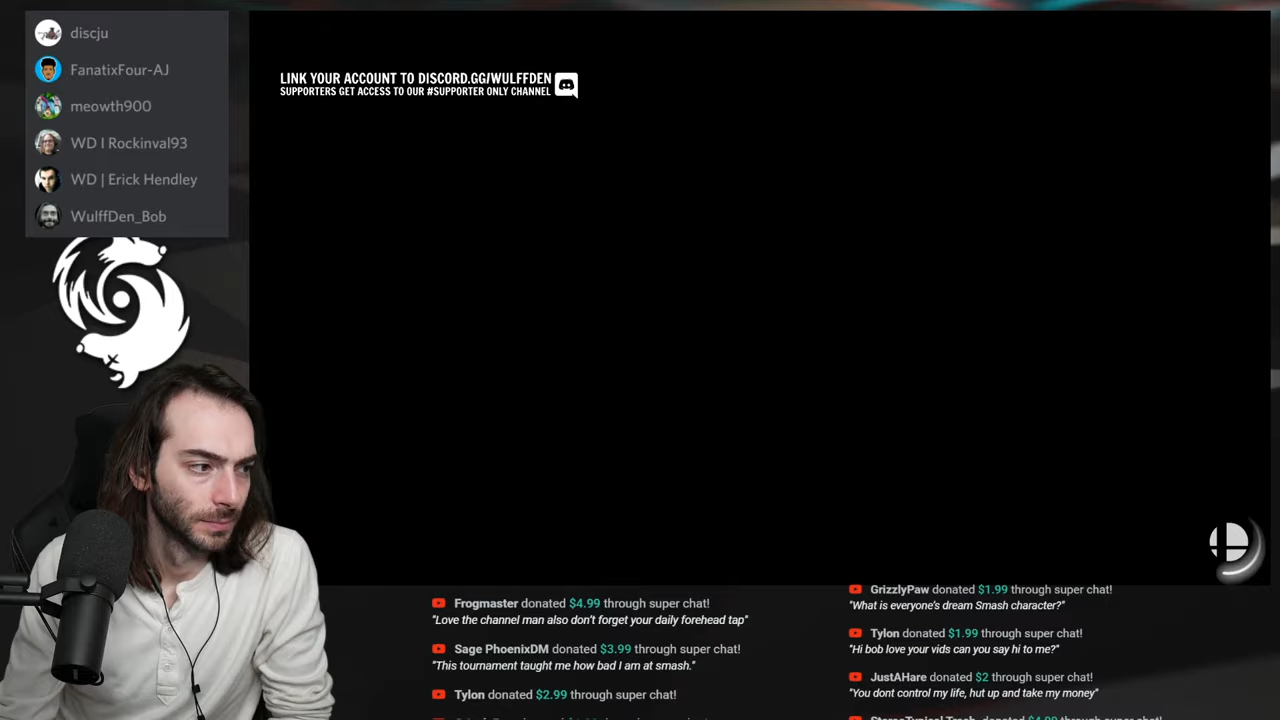 discju
FanatixFour-AJ
meowth900
WD I Rockinval93
WD | Erick Hendley
WulffDen_Bob
LINK YOUR ACCOUNT TO DISCORD.GG/WULFFDEN
SUPPORTERS GET ACCESS TO OUR #SUPPORTER ONLY CHANNEL
Frogmaster donated $4.99 through super chat!
"Love the channel man also don't forget your daily forehead tap"
Sage PhoenixDM donated $3.99 through super chat!
"This tournament taught me how bad I am at smash."
Tylon donated $2.99 through super chat!
GrizzlyPaw donated $1.99 through super chat!
"What is everyone's dream Smash character?"
Tylon donated $1.99 through super chat!
"Hi bob love your vids can you say hi to me?"
JustAHare donated $2 through super chat!
"You dont control my life, hut up and take my money"